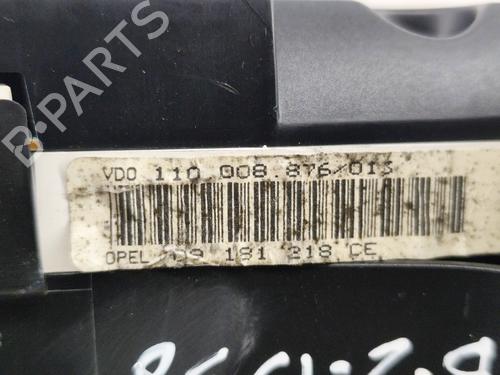 B-PARTS
VDO 110 008.876/013
OPEL 09 181 218 CE